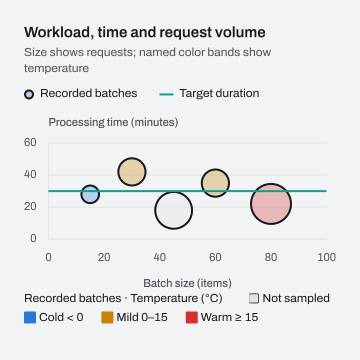 Workload, time and request volume
Size shows requests; named color bands show
temperature
Recorded batches Target duration
Processing time (minutes)
60
40
20
0
0 20 40 60 80 100
Batch size (items)
Recorded batches · Temperature (°C) Not sampled
Cold < 0 Mild 0–15 Warm ≥ 15